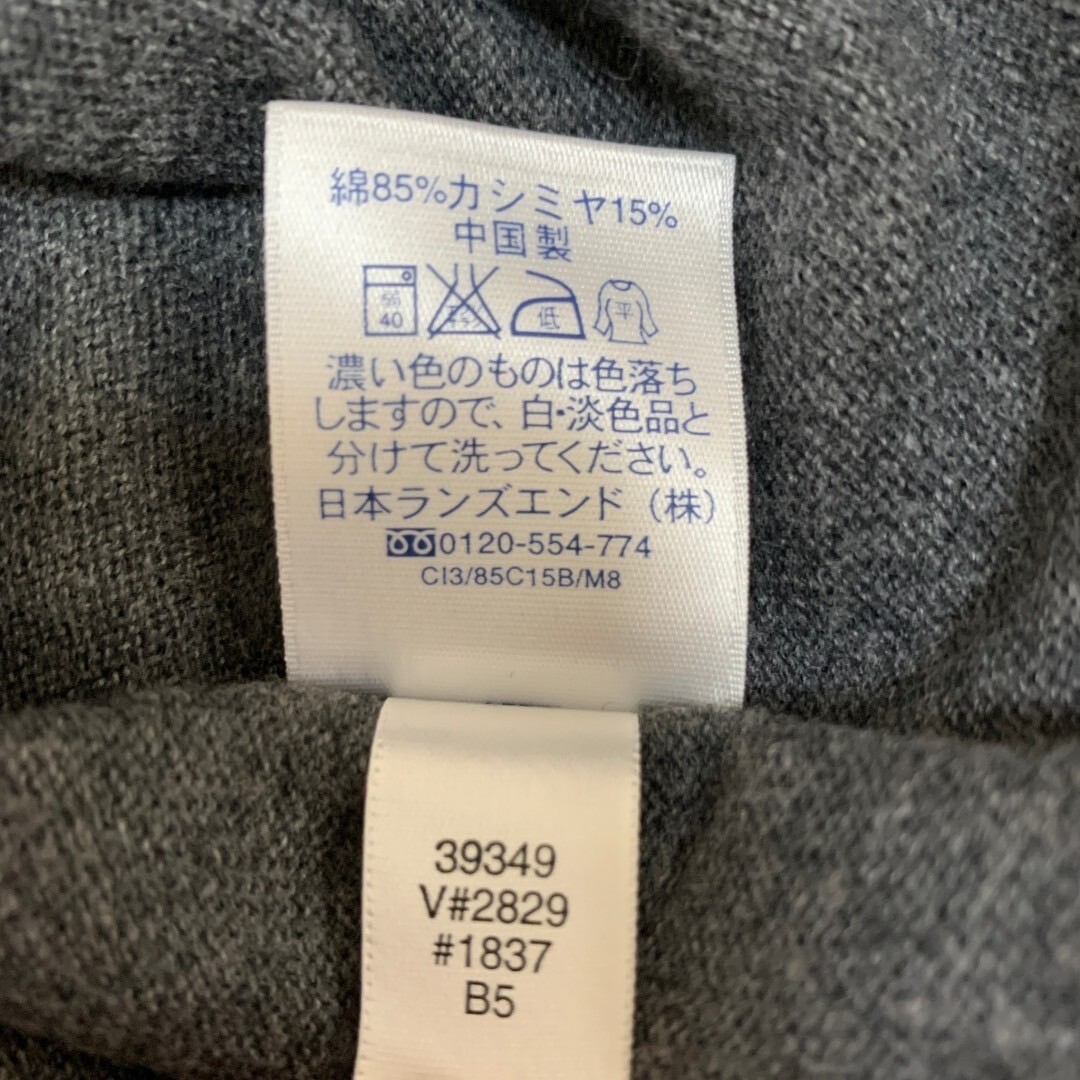 綿85%カシミヤ15%
中国製
40 低 平
濃い色のものは色落ち
しますので、白・淡色品と
分けて洗ってください。
日本ランズエンド（株）
0120-554-774
CI3/85C15B/M8
39349
V#2829
#1837
B5